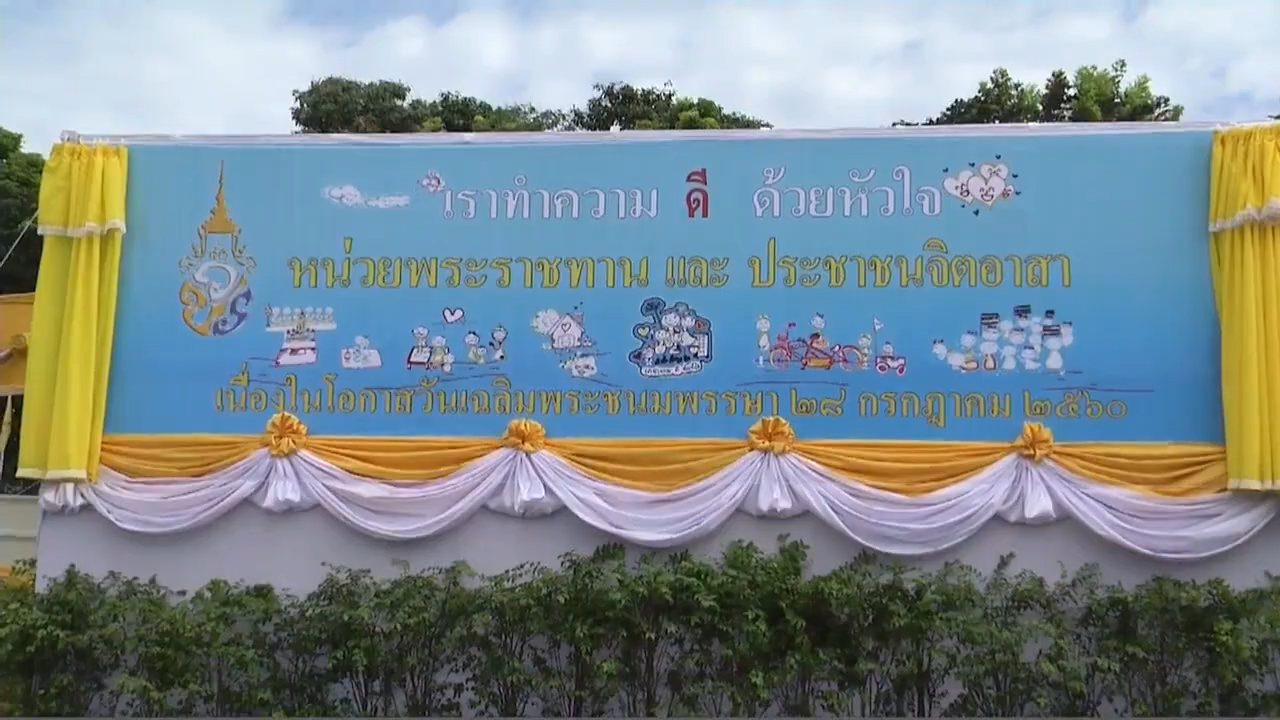 เราทำความ ดี ด้วยหัวใจ
หน่วยพระราชทาน และ ประชาชนจิตอาสา
เนื่องในโอกาสวันเฉลิมพระชนมพรรษา ๒๘ กรกฎาคม ๒๕๖๐